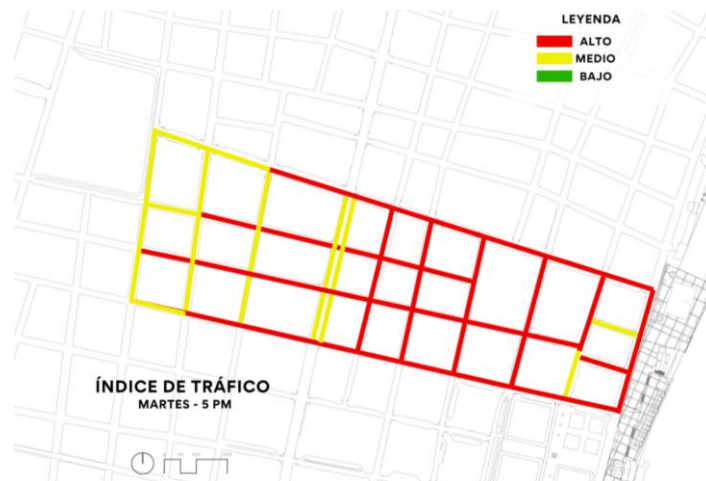 LEYENDA
ALTO
MEDIO
BAJO
ÍNDICE DE TRÁFICO
MARTES - 5 PM